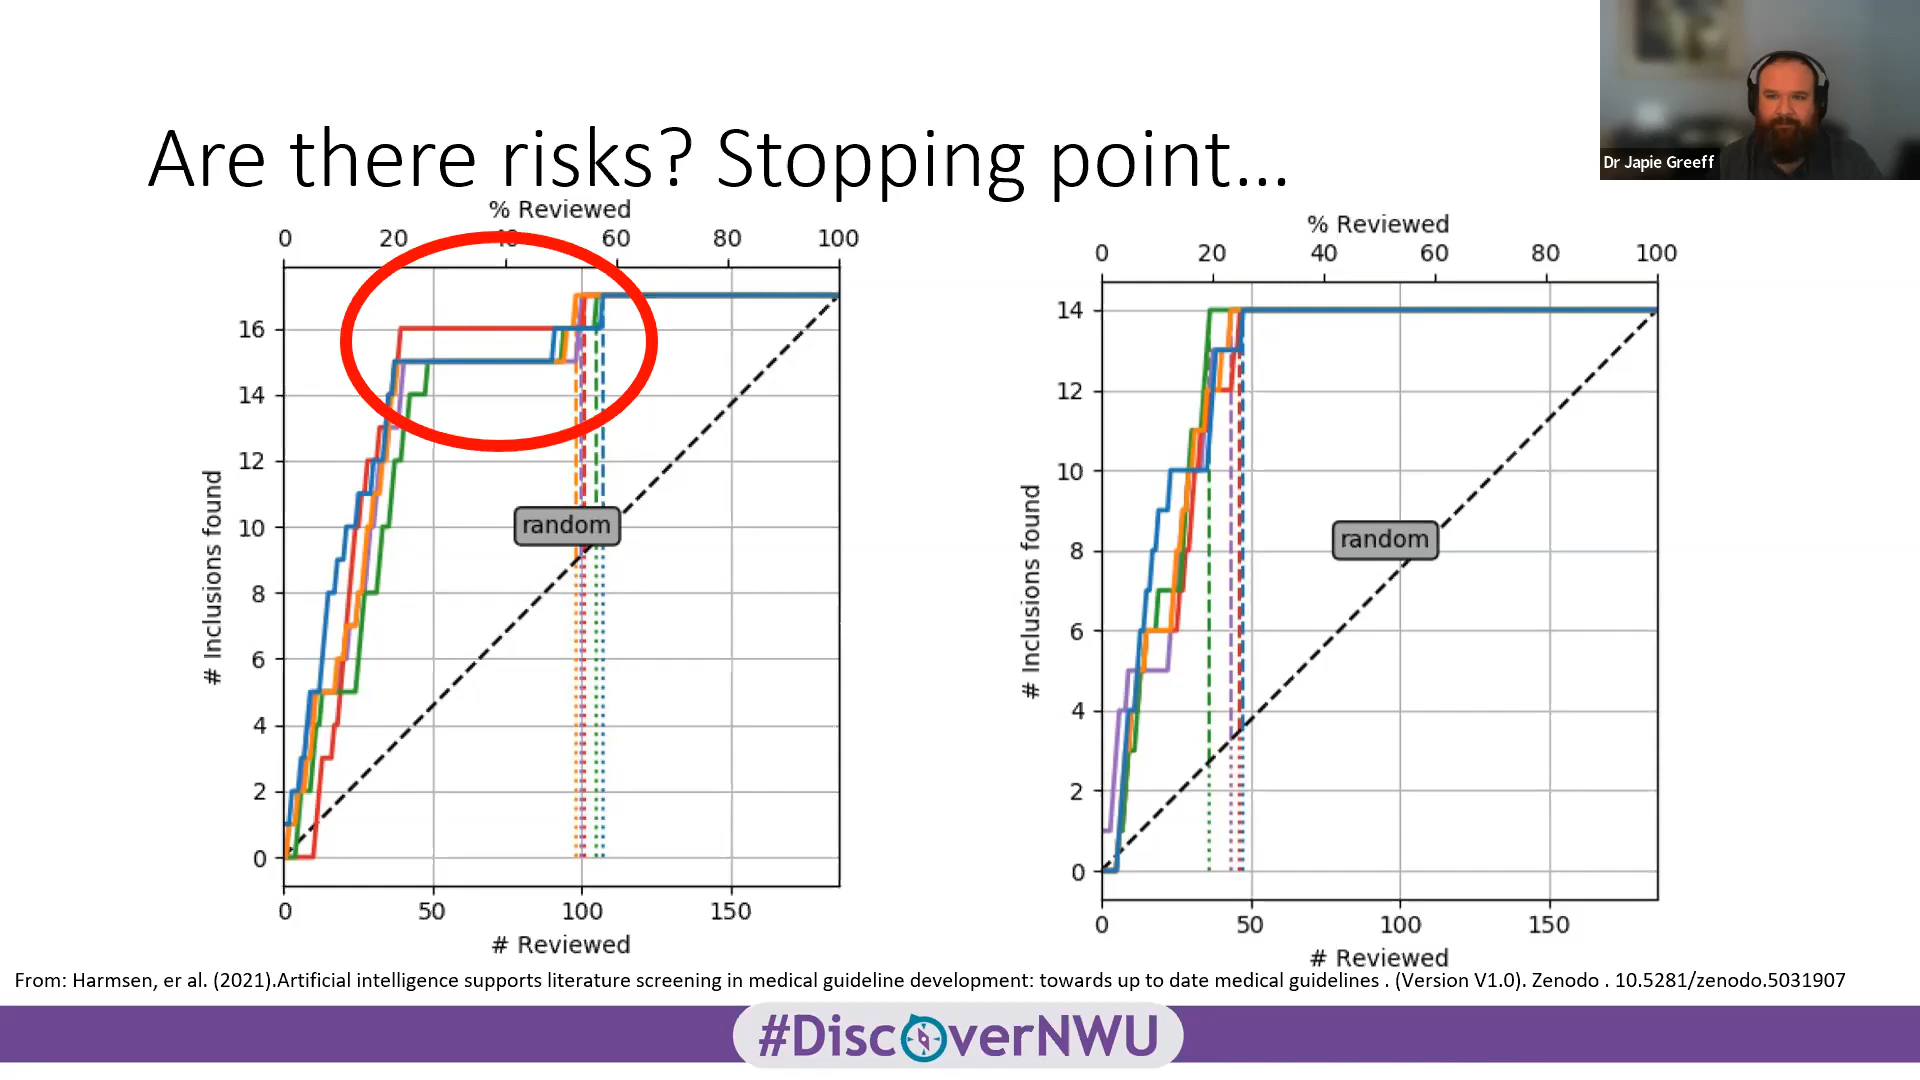 Dr Japie Greeff
Are there risks? Stopping point...
% Reviewed
0 20 40 60 80 100
16
14
12
10
8
6
4
2
0
# Inclusions found
random
0 50 100 150
# Reviewed
% Reviewed
0 20 40 60 80 100
14
12
10
8
6
4
2
0
# Inclusions found
random
0 50 100 150
# Reviewed
From: Harmsen, er al. (2021).Artificial intelligence supports literature screening in medical guideline development: towards up to date medical guidelines . (Version V1.0). Zenodo . 10.5281/zenodo.5031907
#DiscoverNWU